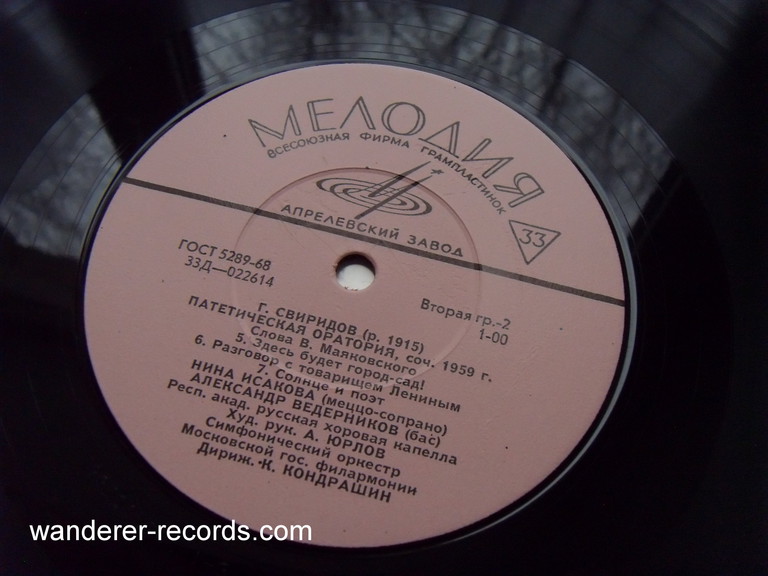 МЕЛОДИЯ
ВСЕСОЮЗНАЯ ФИРМА ГРАМПЛАСТИНОК
33
АПРЕЛЕВСКИЙ ЗАВОД
ГОСТ 5289-68
33Д—022614
Вторая гр.-2
1-00
Г. СВИРИДОВ (р. 1915)
ПАТЕТИЧЕСКАЯ ОРАТОРИЯ, соч. 1959 г.
Слова В. Маяковского
5. Здесь будет город-сад!
6. Разговор с товарищем Лениным
7. Солнце и поэт
НИНА ИСАКОВА (меццо-сопрано)
АЛЕКСАНДР ВЕДЕРНИКОВ (бас)
Респ. акад. русская хоровая капелла
Худ. рук. А. ЮРЛОВ
Симфонический оркестр
Московской гос. филармонии
Дириж. К. КОНДРАШИН
wanderer-records.com